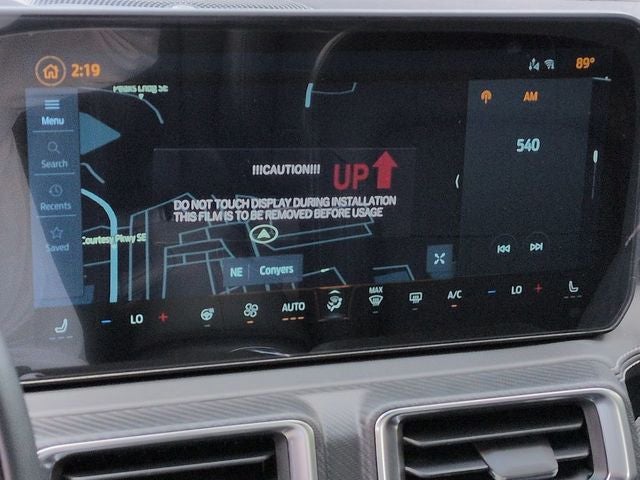 2:19
89°
Peaks Lndg SE
Menu
AM
540
Search
!!!CAUTION!!!
UP
Recents
DO NOT TOUCH DISPLAY DURING INSTALLATION
THIS FILM IS TO BE REMOVED BEFORE USAGE
Saved
Courtesy Pkwy SE
NE
Conyers
LO
AUTO
MAX
A/C
LO